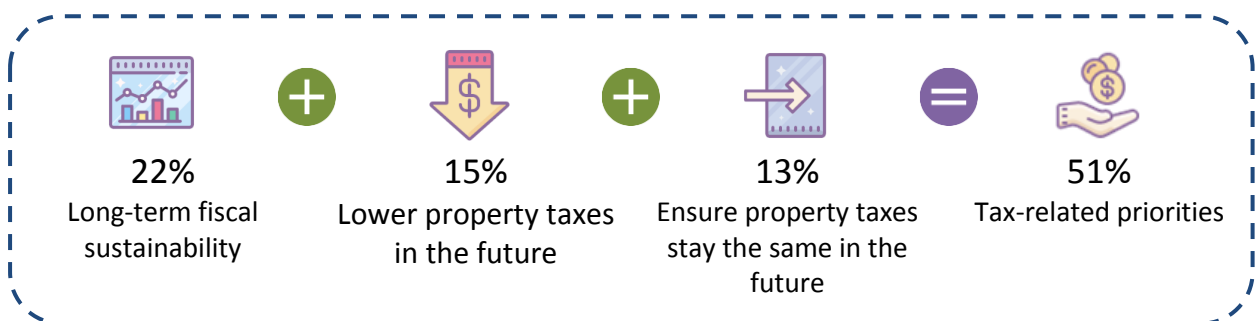 22%
Long-term fiscal
sustainability
+
$
15%
Lower property taxes
in the future
+
13%
Ensure property taxes
stay the same in the
future
=
$
51%
Tax-related priorities